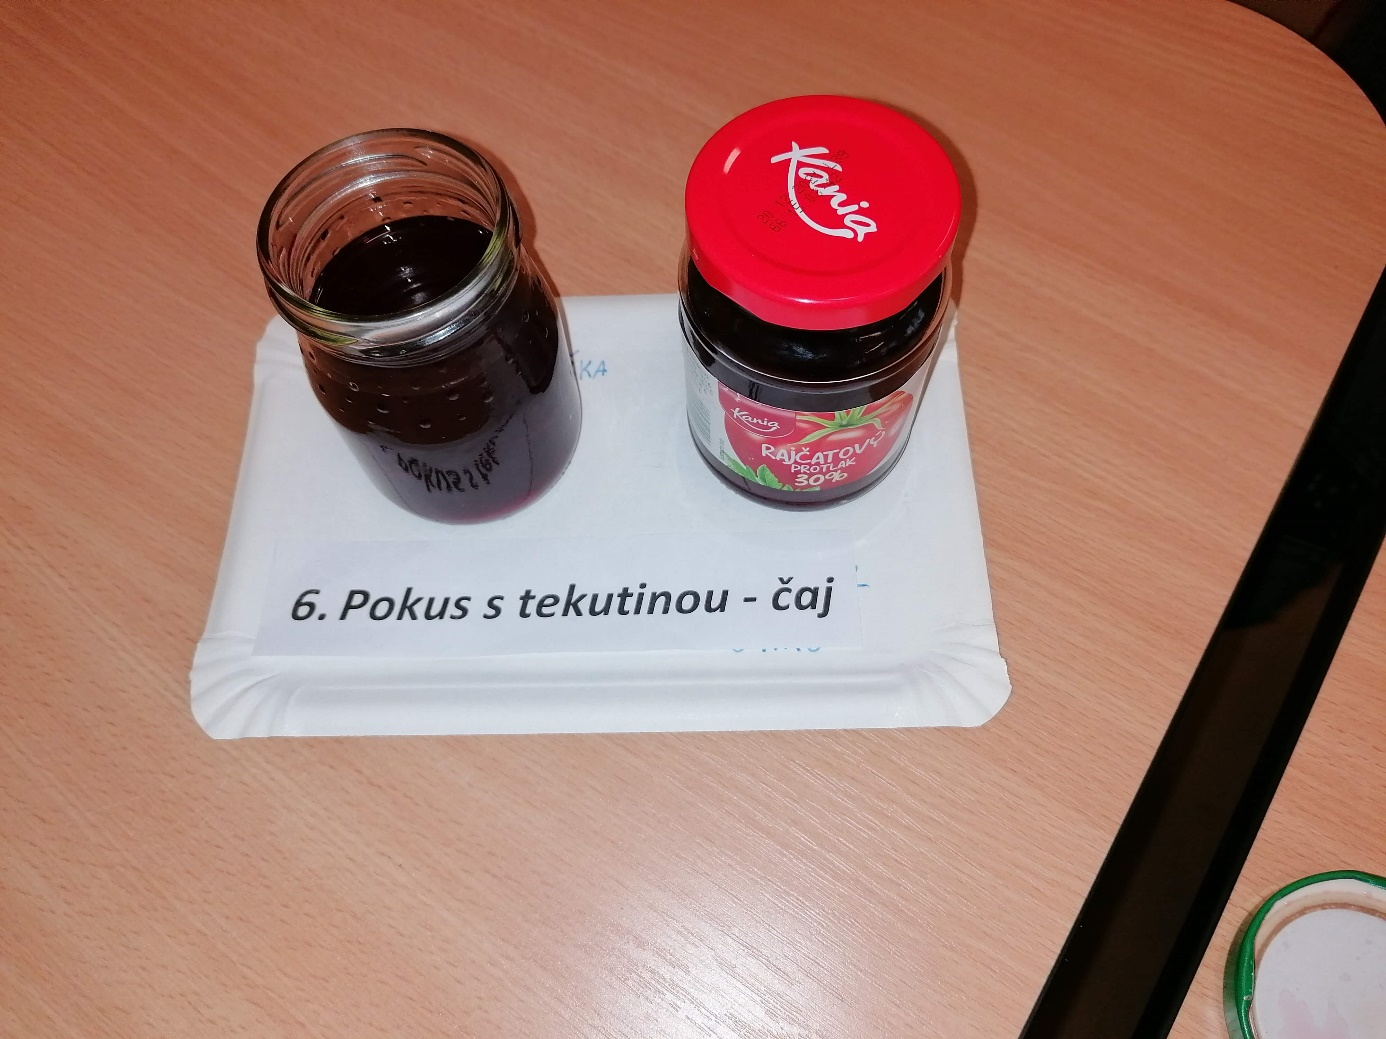 Kania
Kania
RAJČATOVÝ
PROTLAK
30%
6. Pokus s tekutinou - čaj